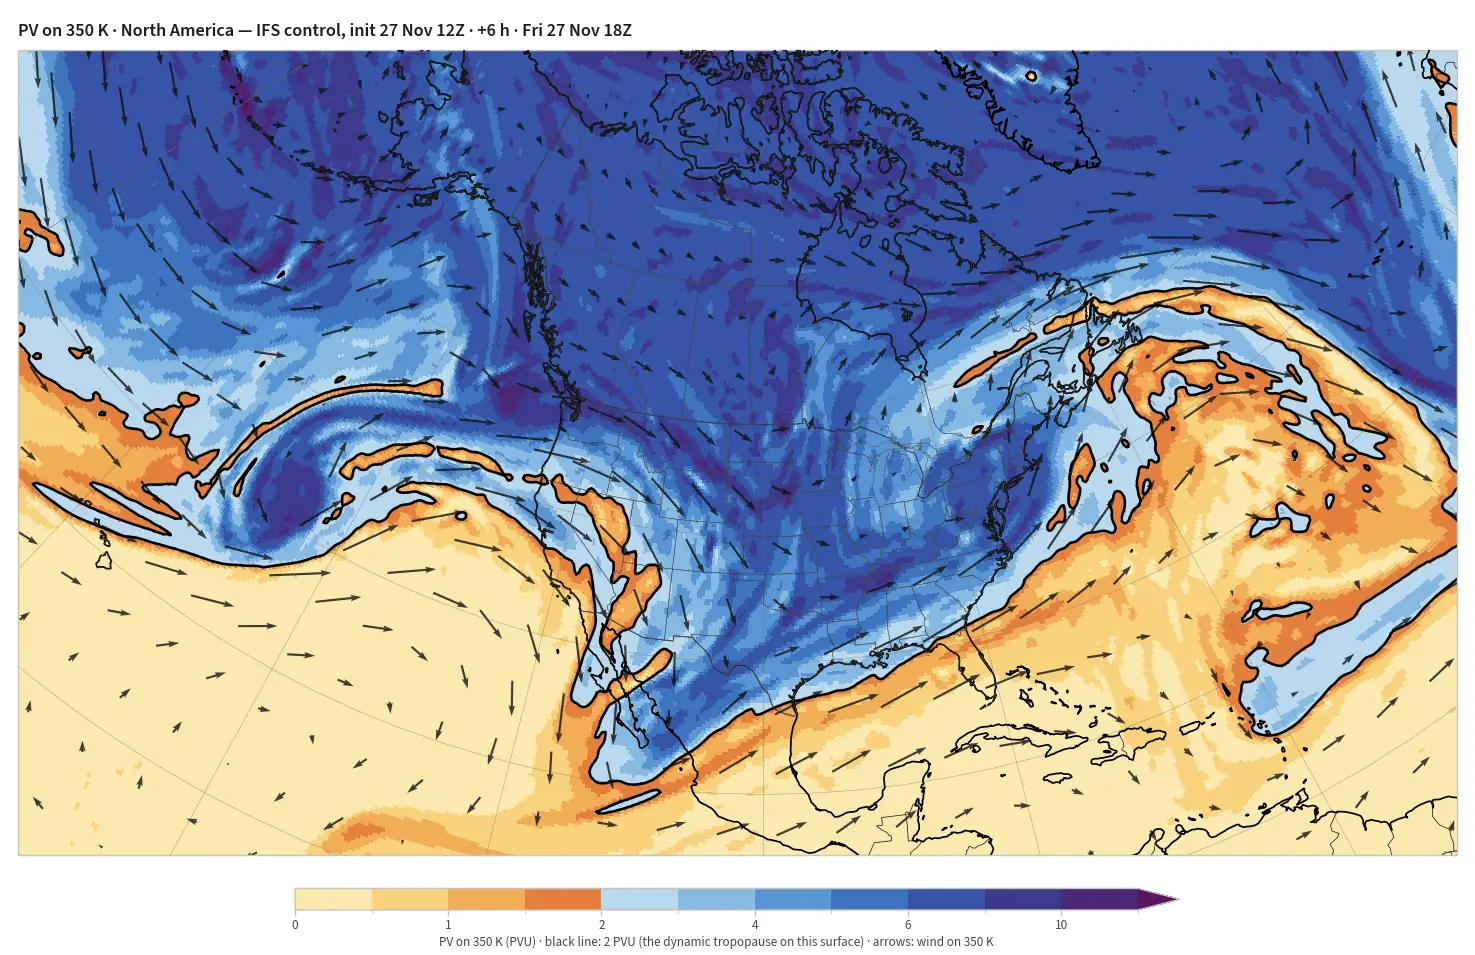 PV on 350 K · North America — IFS control, init 27 Nov 12Z · +6 h · Fri 27 Nov 18Z
0 1 2 4 6 10
PV on 350 K (PVU) · black line: 2 PVU (the dynamic tropopause on this surface) · arrows: wind on 350 K